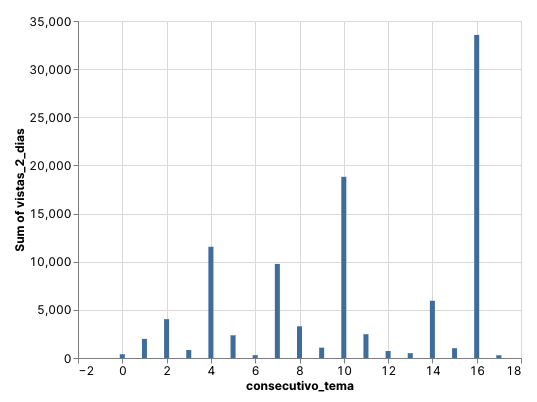 35,000
30,000
25,000
20,000
15,000
10,000
5,000
0
Sum of vistas_2_dias
−2 0 2 4 6 8 10 12 14 16 18
consecutivo_tema